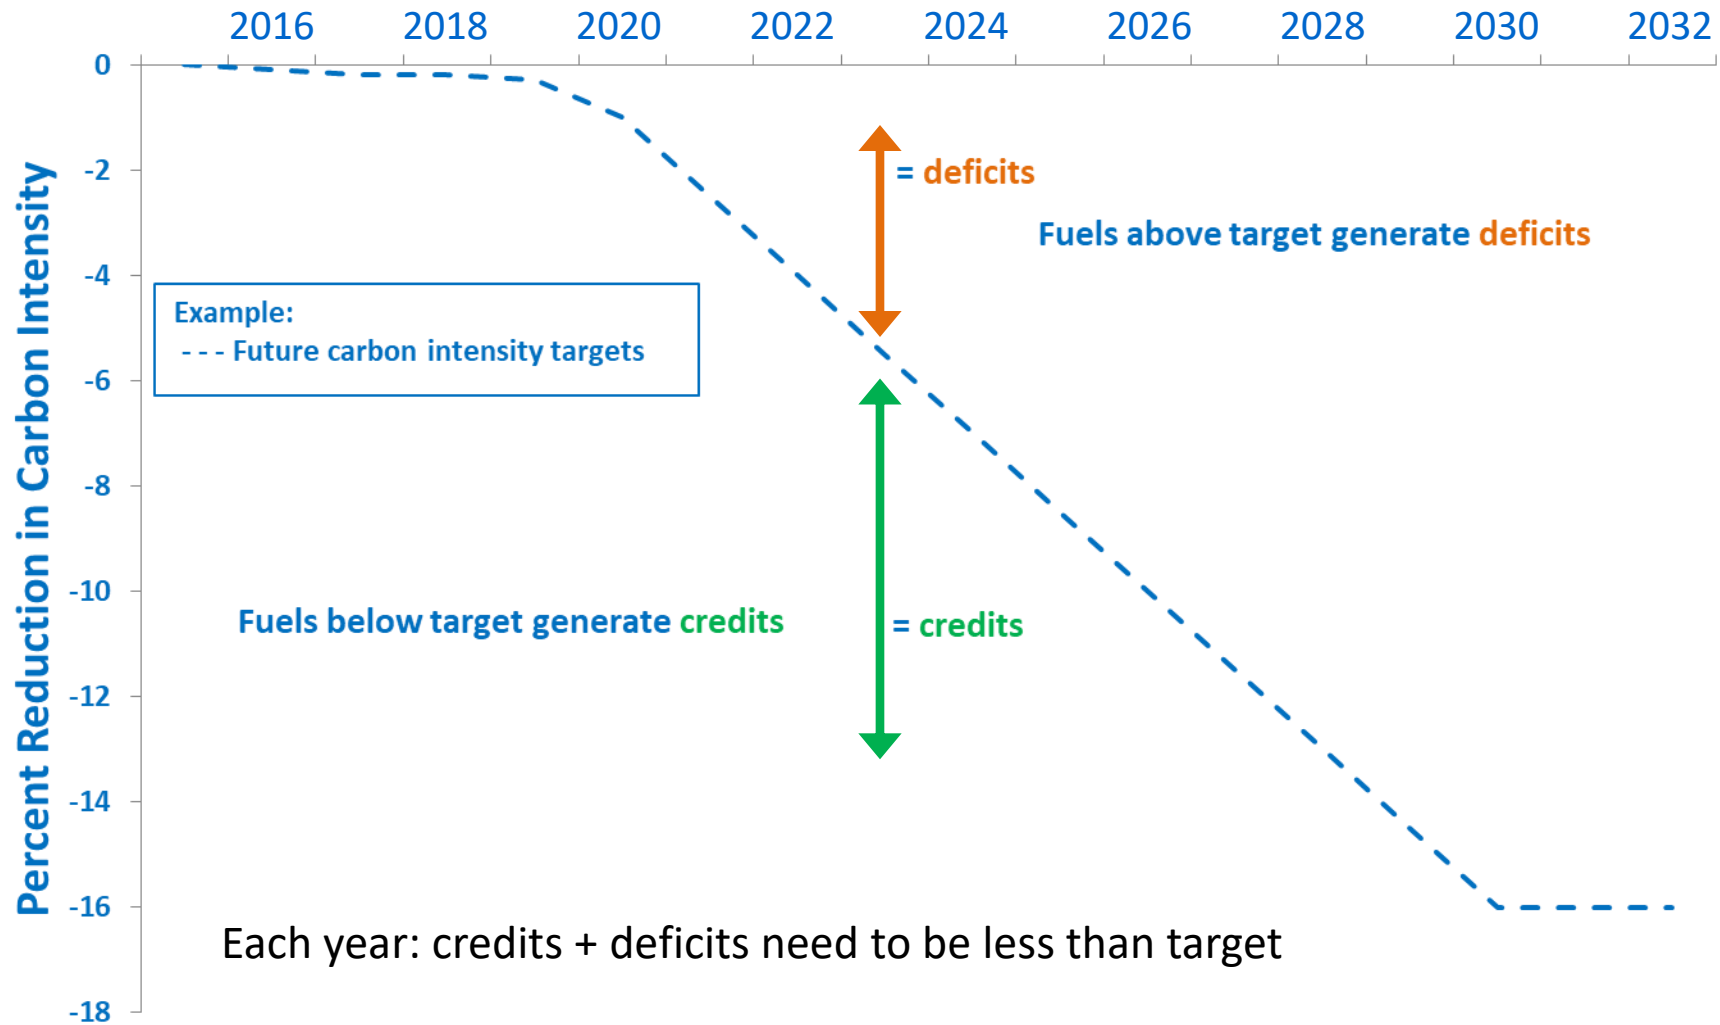 2016 2018 2020 2022 2024 2026 2028 2030 2032
0
-2
-4
-6
-8
-10
-12
-14
-16
-18
Percent Reduction in Carbon Intensity
= deficits
Fuels above target generate deficits
Example:
- - - Future carbon intensity targets
Fuels below target generate credits
= credits
Each year: credits + deficits need to be less than target